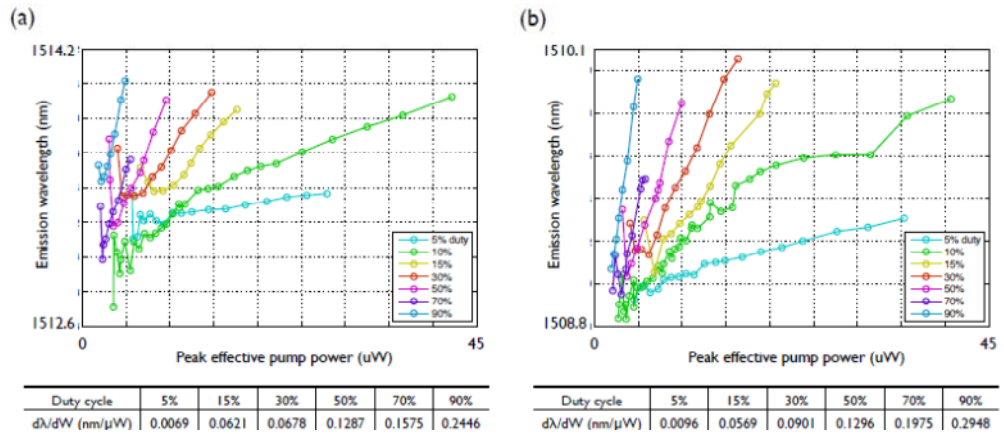 (a)
1514.2
Emission wavelength (nm)
1512.6
0
Peak effective pump power (uW)
45
5% duty
10%
15%
30%
50%
70%
90%
Duty cycle 5% 15% 30% 50% 70% 90%
dλ/dW (nm/µW) 0.0069 0.0621 0.0678 0.1287 0.1575 0.2446
(b)
1510.1
Emission wavelength (nm)
1508.8
0
Peak effective pump power (uW)
45
5% duty
10%
15%
30%
50%
70%
90%
Duty cycle 5% 15% 30% 50% 70% 90%
dλ/dW (nm/µW) 0.0096 0.0569 0.0901 0.1296 0.1975 0.2948